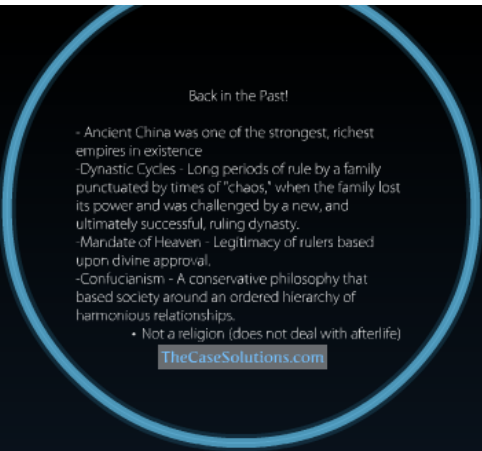 Back in the Past!
- Ancient China was one of the strongest, richest
empires in existence
-Dynastic Cycles - Long periods of rule by a family
punctuated by times of "chaos," when the family lost
its power and was challenged by a new, and
ultimately successful, ruling dynasty.
-Mandate of Heaven - Legitimacy of rulers based
upon divine approval.
-Confucianism - A conservative philosophy that
based society around an ordered hierarchy of
harmonious relationships.
• Not a religion (does not deal with afterlife)
TheCaseSolutions.com